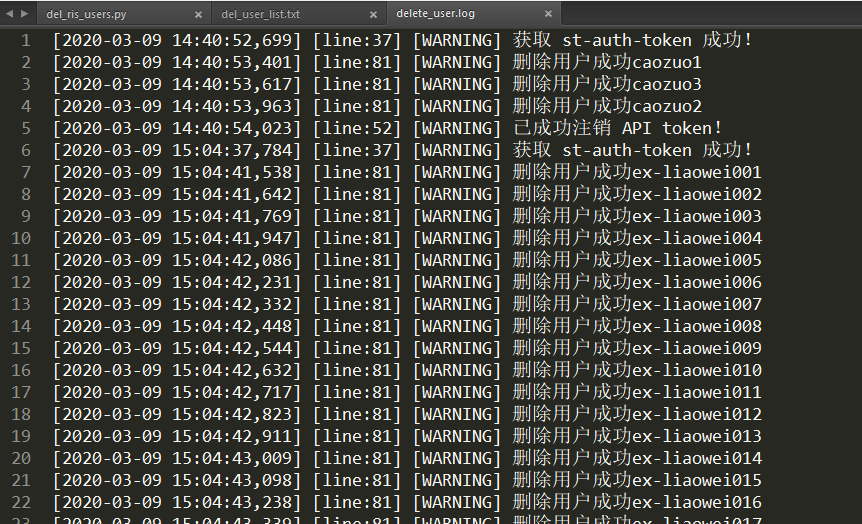 del_ris_users.py × del_user_list.txt × delete_user.log ×
1 [2020-03-09 14:40:52,699] [line:37] [WARNING] 获取 st-auth-token 成功!
2 [2020-03-09 14:40:53,401] [line:81] [WARNING] 删除用户成功caozuo1
3 [2020-03-09 14:40:53,617] [line:81] [WARNING] 删除用户成功caozuo3
4 [2020-03-09 14:40:53,963] [line:81] [WARNING] 删除用户成功caozuo2
5 [2020-03-09 14:40:54,023] [line:52] [WARNING] 已成功注销 API token!
6 [2020-03-09 15:04:37,784] [line:37] [WARNING] 获取 st-auth-token 成功!
7 [2020-03-09 15:04:41,538] [line:81] [WARNING] 删除用户成功ex-liaowei001
8 [2020-03-09 15:04:41,642] [line:81] [WARNING] 删除用户成功ex-liaowei002
9 [2020-03-09 15:04:41,769] [line:81] [WARNING] 删除用户成功ex-liaowei003
10 [2020-03-09 15:04:41,947] [line:81] [WARNING] 删除用户成功ex-liaowei004
11 [2020-03-09 15:04:42,086] [line:81] [WARNING] 删除用户成功ex-liaowei005
12 [2020-03-09 15:04:42,231] [line:81] [WARNING] 删除用户成功ex-liaowei006
13 [2020-03-09 15:04:42,332] [line:81] [WARNING] 删除用户成功ex-liaowei007
14 [2020-03-09 15:04:42,448] [line:81] [WARNING] 删除用户成功ex-liaowei008
15 [2020-03-09 15:04:42,544] [line:81] [WARNING] 删除用户成功ex-liaowei009
16 [2020-03-09 15:04:42,632] [line:81] [WARNING] 删除用户成功ex-liaowei010
17 [2020-03-09 15:04:42,717] [line:81] [WARNING] 删除用户成功ex-liaowei011
18 [2020-03-09 15:04:42,823] [line:81] [WARNING] 删除用户成功ex-liaowei012
19 [2020-03-09 15:04:42,911] [line:81] [WARNING] 删除用户成功ex-liaowei013
20 [2020-03-09 15:04:43,009] [line:81] [WARNING] 删除用户成功ex-liaowei014
21 [2020-03-09 15:04:43,098] [line:81] [WARNING] 删除用户成功ex-liaowei015
22 [2020-03-09 15:04:43,238] [line:81] [WARNING] 删除用户成功ex-liaowei016
23 [2020-03-09 15:04:43,339] [line:81] [WARNING] 删除用户成功ex-liaowei017